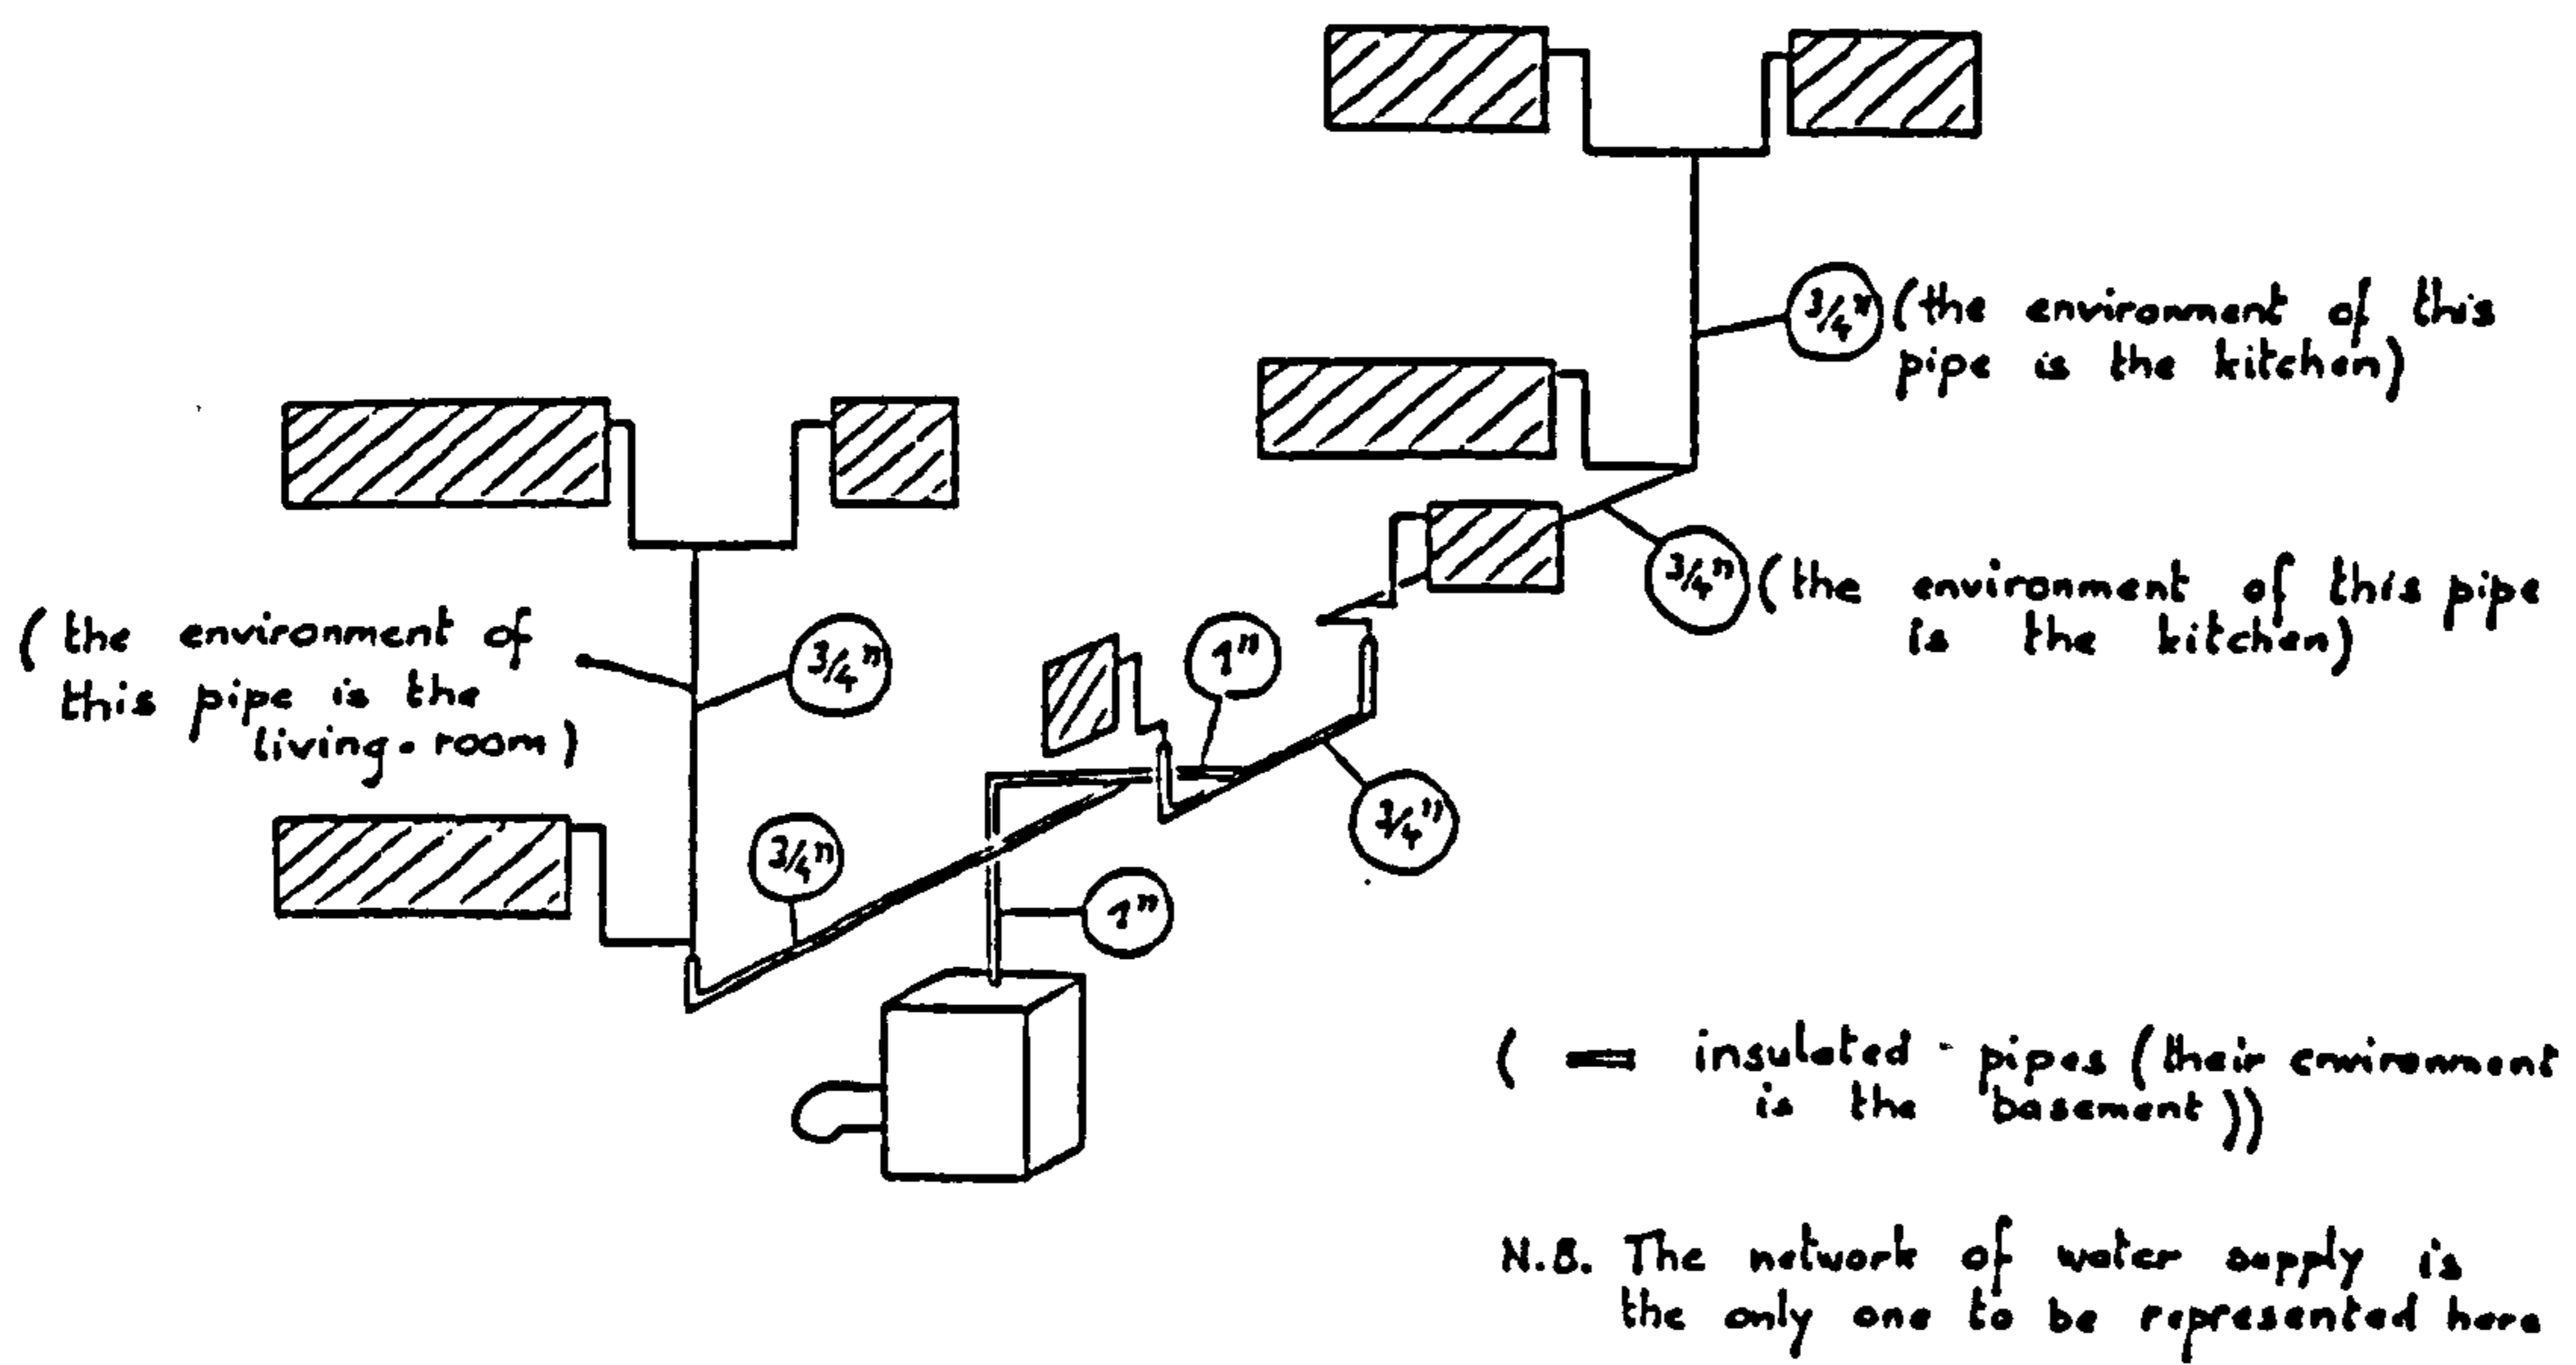 3/4" (the environment of this
pipe is the kitchen)
(the environment of
this pipe is the
living-room)
3/4"
1"
3/4" (the environment of this pipe
is the kitchen)
3/4"
3/4"
1"
( = insulated - pipes (their environment
is the basement))
N.B. The network of water supply is
the only one to be represented here